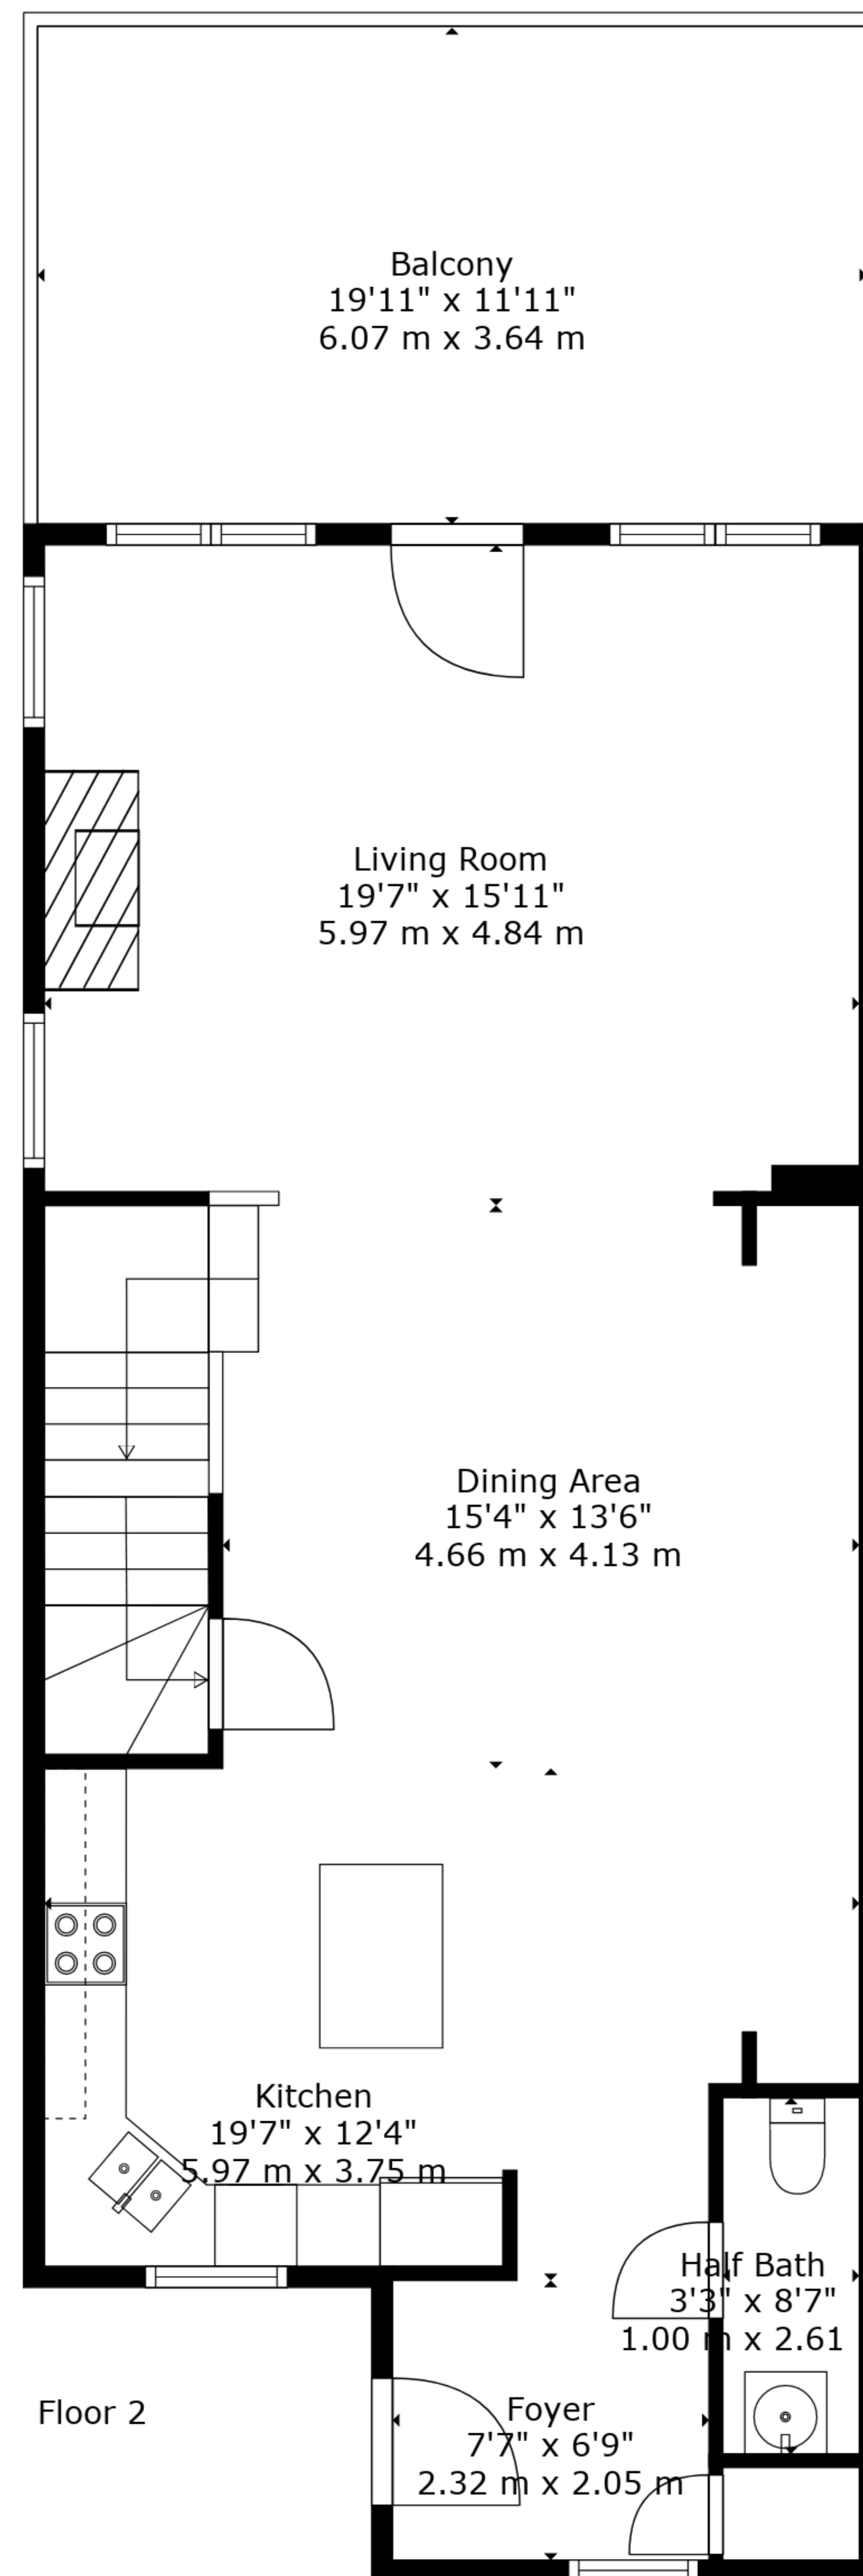 Balcony
19'11" x 11'11"
6.07 m x 3.64 m
Living Room
19'7" x 15'11"
5.97 m x 4.84 m
Dining Area
15'4" x 13'6"
4.66 m x 4.13 m
Kitchen
19'7" x 12'4"
5.97 m x 3.75 m
Half Bath
3'3" x 8'7"
1.00 m x 2.61
Foyer
7'7" x 6'9"
2.32 m x 2.05 m
Floor 2